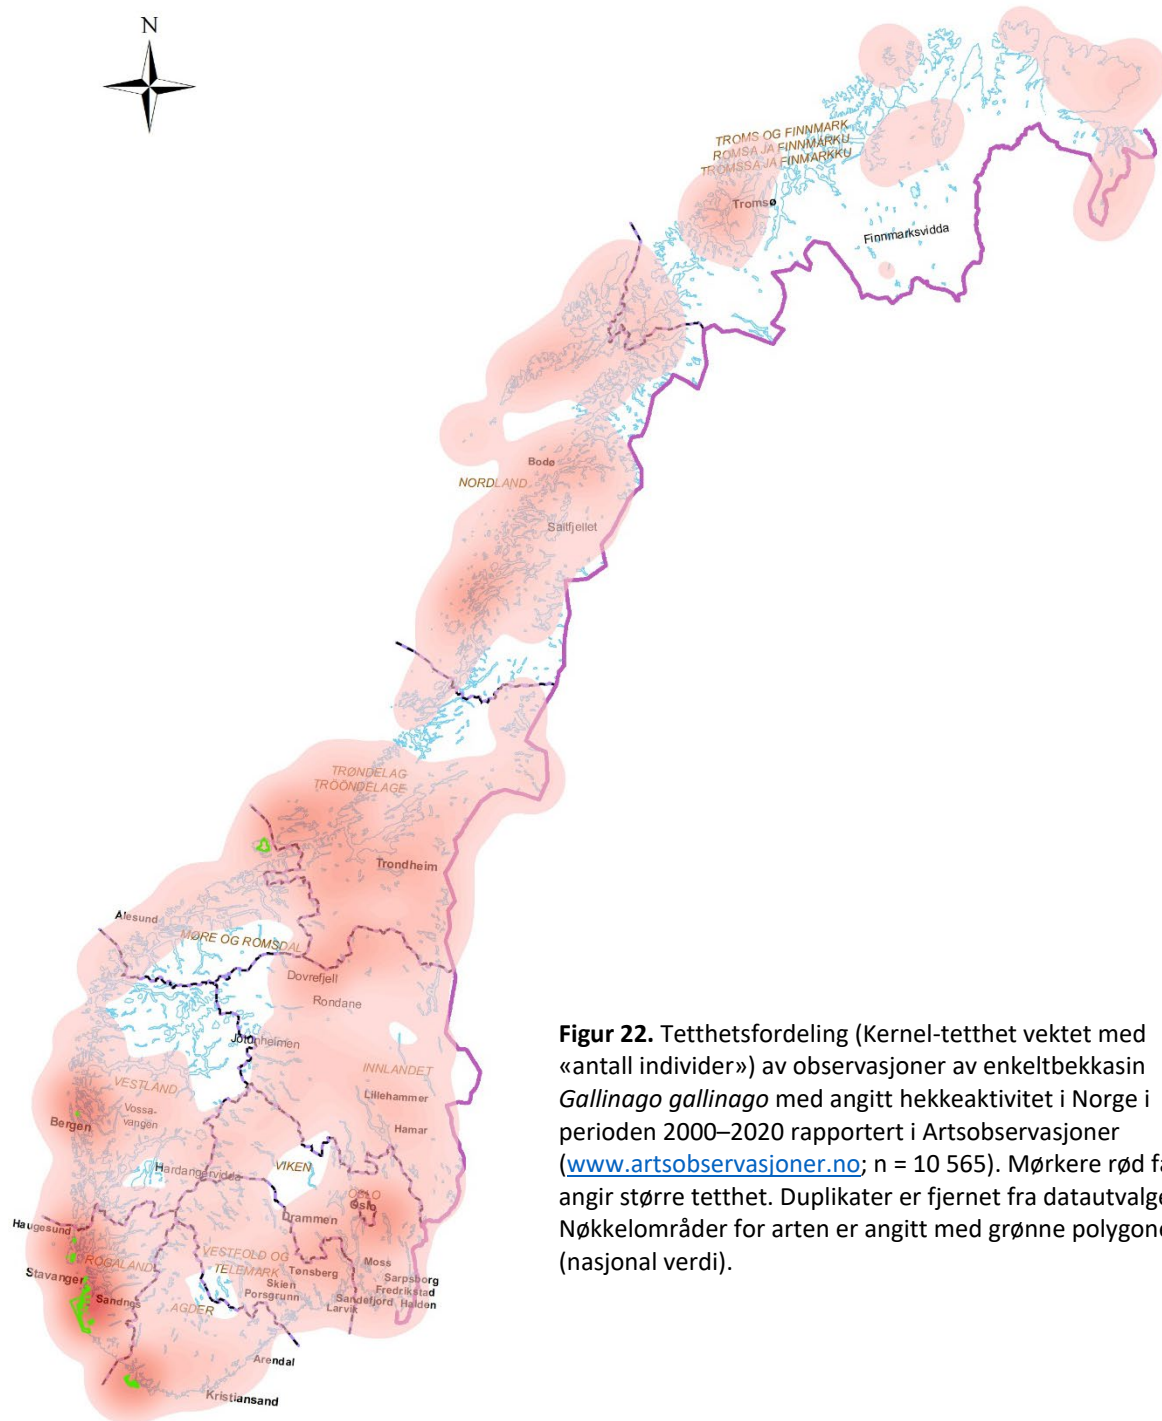 N
TROMS OG FINNMARK
ROMSA JA FINNMÁRKU
TROMSSA JA FINMARKKU
Tromsø
Finnmarksvidda
Bodø
NORDLAND
Saltfjellet
TRØNDELAG
TRÖÖNDELAGE
Trondheim
Ålesund
MØRE OG ROMSDAL
Dovrefjell
Rondane
Jotunheimen
INNLANDET
VESTLAND
Lillehammer
Vossa-
vangen
Bergen
Hamar
Hardangervidda
VIKEN
OSLO
Oslo
Drammen
Haugesund
ROGALAND
VESTFOLD OG
TELEMARK
Moss
Tønsberg
Stavanger
Skien
Sarpsborg
Porsgrunn
Fredrikstad
Sandefjord
Halden
Sandnes
Larvik
AGDER
Arendal
Kristiansand
Figur 22. Tetthetsfordeling (Kernel-tetthet vektet med
«antall individer») av observasjoner av enkeltbekkasin
Gallinago gallinago med angitt hekkeaktivitet i Norge i
perioden 2000–2020 rapportert i Artsobservasjoner
(www.artsobservasjoner.no; n = 10 565). Mørkere rød fa
angir større tetthet. Duplikater er fjernet fra datautvalge
Nøkkelområder for arten er angitt med grønne polygone
(nasjonal verdi).